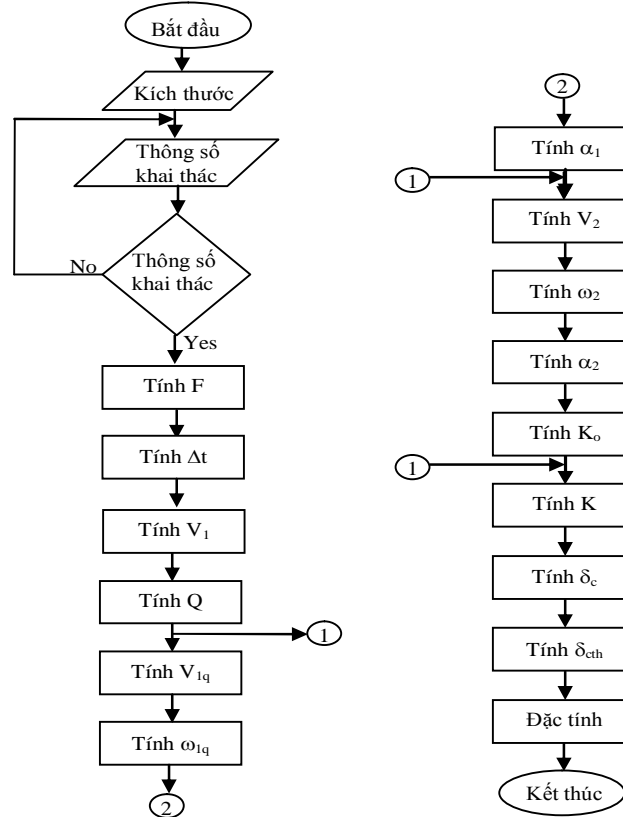 Bắt đầu
Kích thước
Thông số
khai thác
Thông số
khai thác
No
Yes
Tính F
Tính Δt
Tính V₁
Tính Q
1
Tính V₁q
Tính ω₁q
2
2
Tính α₁
1
Tính V₂
Tính ω₂
Tính α₂
Tính Kₒ
1
Tính K
Tính δc
Tính δcth
Đặc tính
Kết thúc